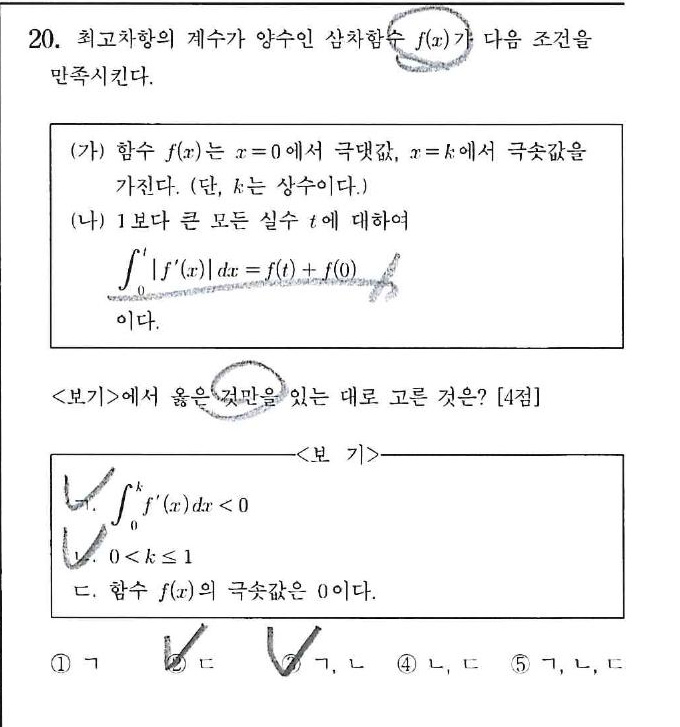 20. 최고차항의 계수가 양수인 삼차함수 f(x)가 다음 조건을
만족시킨다.
(가) 함수 f(x)는 x=0에서 극댓값, x=k에서 극솟값을
가진다. (단, k는 상수이다.)
(나) 1보다 큰 모든 실수 t에 대하여
∫₀ᵗ |f′(x)| dx = f(t) + f(0)
이다.
<보기>에서 옳은 것만을 있는 대로 고른 것은? [4점]
<보 기>
ㄱ. ∫₀ᵏ f′(x) dx < 0
ㄴ. 0 < k ≤ 1
ㄷ. 함수 f(x)의 극솟값은 0이다.
① ㄱ ② ㄷ ③ ㄱ, ㄴ ④ ㄴ, ㄷ ⑤ ㄱ, ㄴ, ㄷ